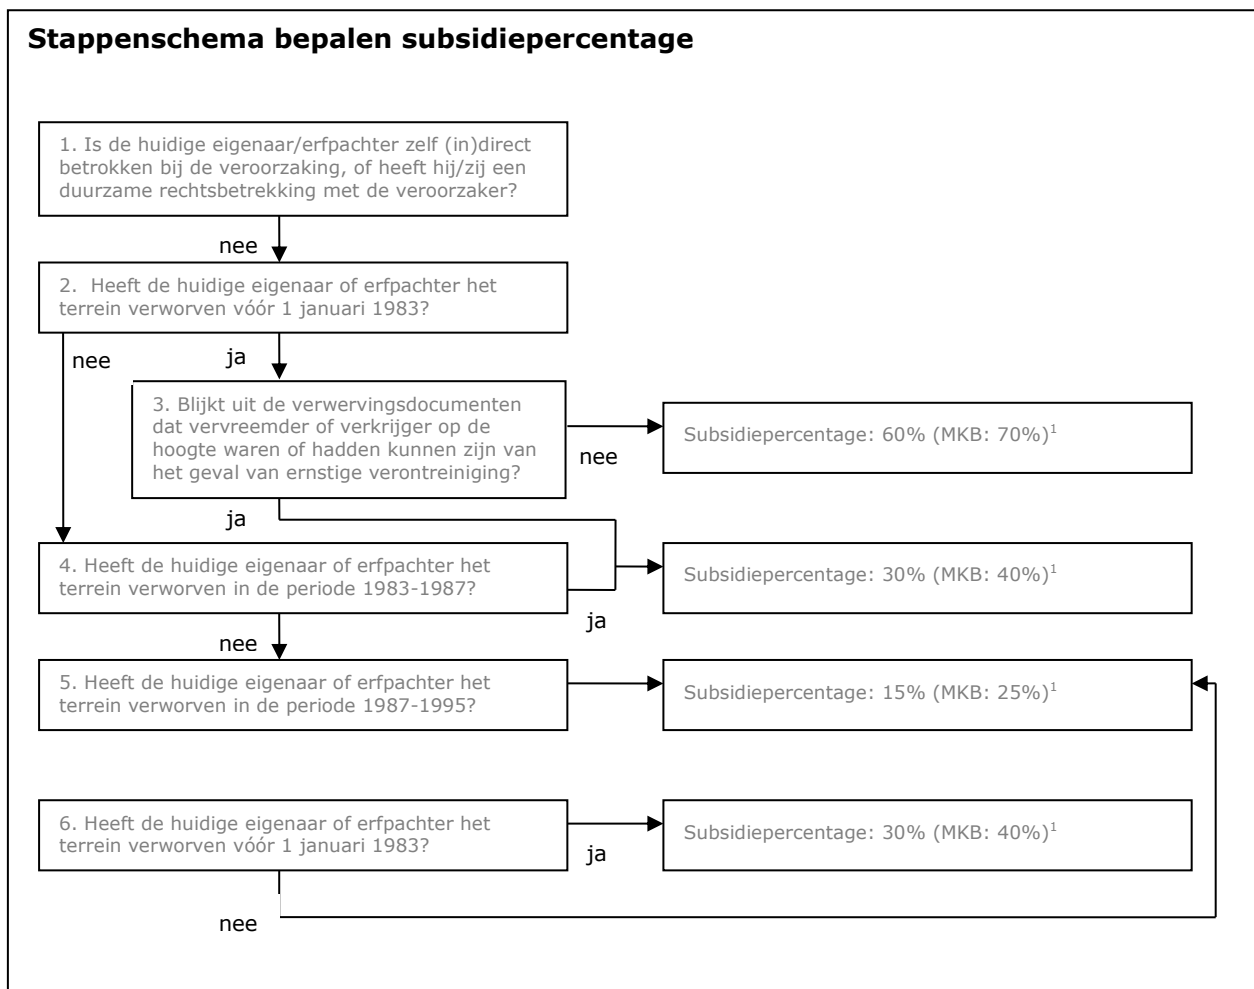 Stappenschema bepalen subsidiepercentage
1. Is de huidige eigenaar/erfpachter zelf (in)direct
betrokken bij de veroorzaking, of heeft hij/zij een
duurzame rechtsbetrekking met de veroorzaker?
nee
2. Heeft de huidige eigenaar of erfpachter het
terrein verworven vóór 1 januari 1983?
nee
ja
3. Blijkt uit de verwervingsdocumenten
dat vervreemder of verkrijger op de
hoogte waren of hadden kunnen zijn van
het geval van ernstige verontreiniging?
nee
Subsidiepercentage: 60% (MKB: 70%)1
ja
4. Heeft de huidige eigenaar of erfpachter het
terrein verworven in de periode 1983-1987?
ja
Subsidiepercentage: 30% (MKB: 40%)1
nee
5. Heeft de huidige eigenaar of erfpachter het
terrein verworven in de periode 1987-1995?
Subsidiepercentage: 15% (MKB: 25%)1
6. Heeft de huidige eigenaar of erfpachter het
terrein verworven vóór 1 januari 1983?
ja
Subsidiepercentage: 30% (MKB: 40%)1
nee